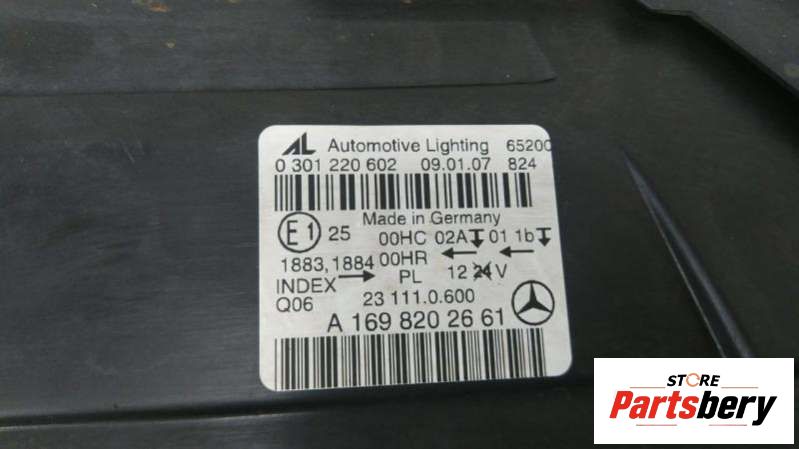 AL Automotive Lighting 65200
0 301 220 602 09.01.07 824
Made in Germany
E1 25 00HC 02A 01 1b
1883,1884 00HR
INDEX PL 12 24 V
Q06 23 111.0.600
A 169 820 26 61
STORE
Partsbery